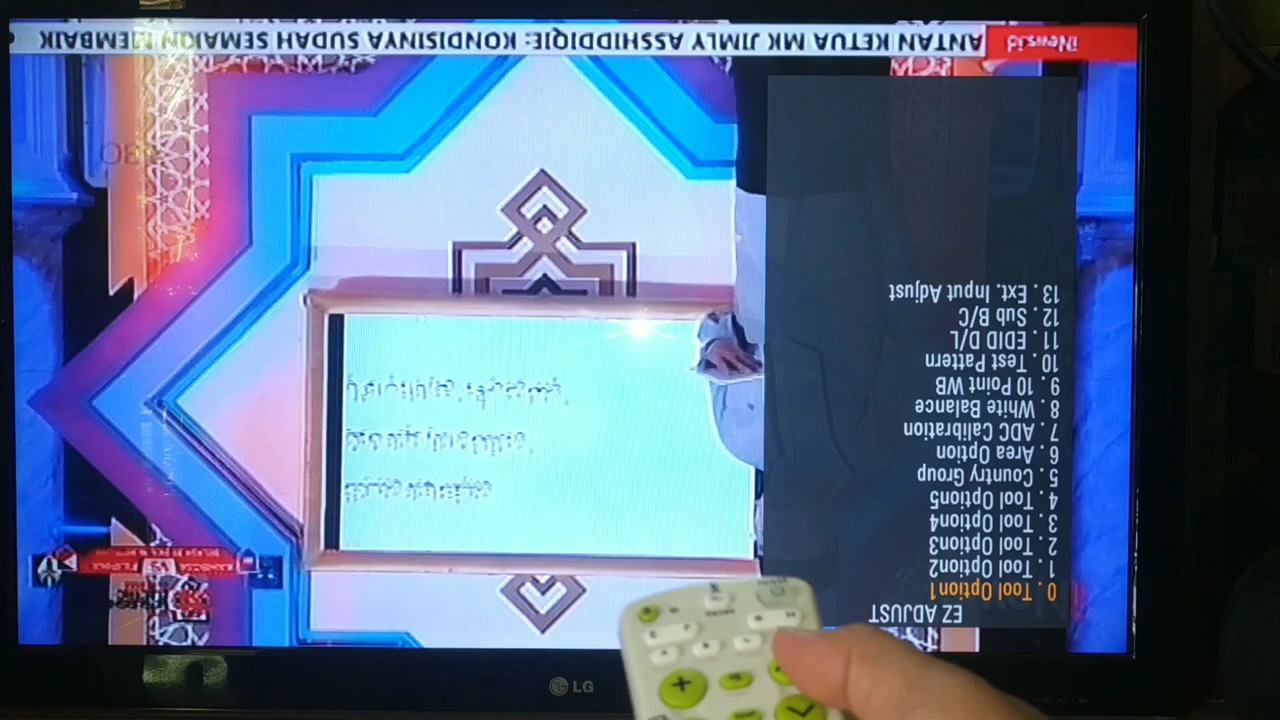 EZ ADJUST
0. Tool Option1
1. Tool Option2
2. Tool Option3
3. Tool Option4
4. Tool Option5
5. Country Group
6. Area Option
7. ADC Calibration
8. White Balance
9. 10 Point WB
10. Test Pattern
11. EDID D/L
12. Sub B/C
13. Ext. Input Adjust
iNews.id
ANTAN KETUA MK JIMLY ASSHIDDIQIE: KONDISINYA SUDAH SEMAKIN MEMBAIK
LG